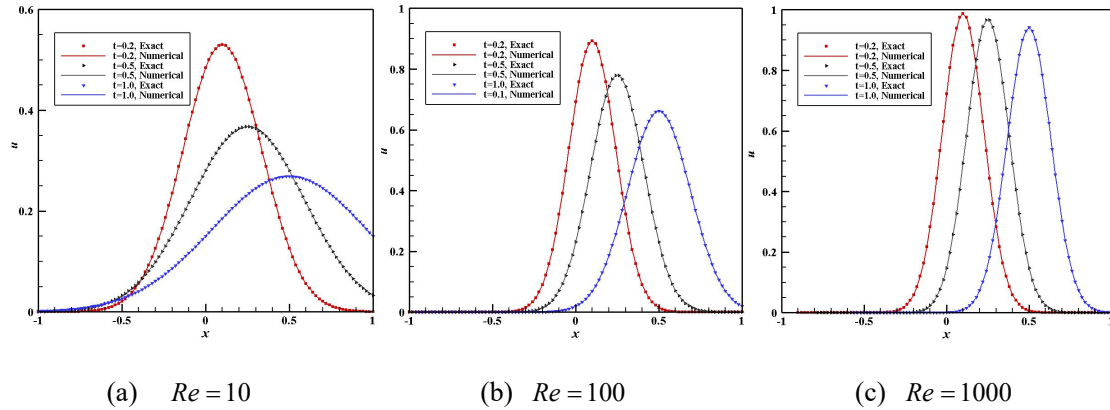 0.6
0.4
0.2
0
u
-1
-0.5
0
0.5
1
x
t=0.2, Exact
t=0.2, Numerical
t=0.5, Exact
t=0.5, Numerical
t=1.0, Exact
t=1.0, Numerical
1
0.8
0.6
0.4
0.2
0
u
-1
-0.5
0
0.5
1
x
t=0.2, Exact
t=0.2, Numerical
t=0.5, Exact
t=0.5, Numerical
t=1.0, Exact
t=0.1, Numerical
1
0.8
0.6
0.4
0.2
0
u
-1
-0.5
0
0.5
1
x
t=0.2, Exact
t=0.2, Numerical
t=0.5, Exact
t=0.5, Numerical
t=1.0, Exact
t=1.0, Numerical
(a) Re = 10
(b) Re = 100
(c) Re = 1000